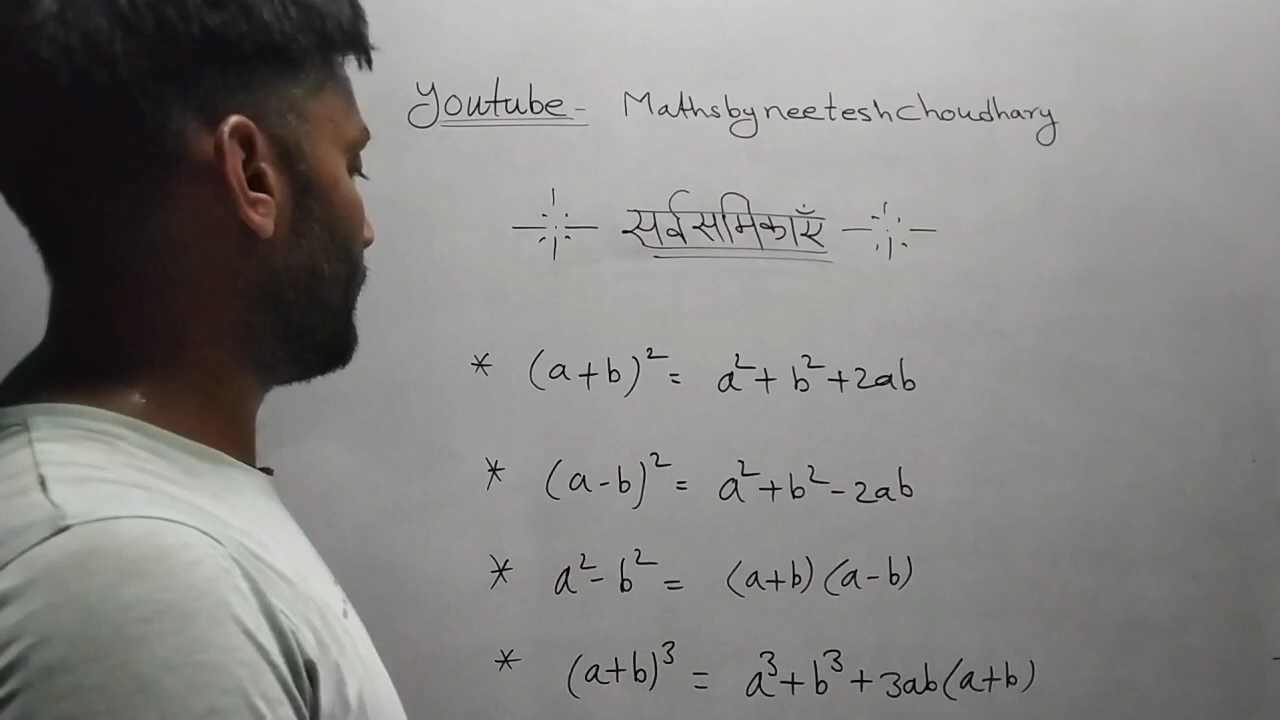 Youtube - Mathsbyneeteshchoudhary
सर्वसमिकाएँ
* (a+b)² = a²+b²+2ab
* (a-b)² = a²+b²-2ab
* a²-b² = (a+b)(a-b)
* (a+b)³ = a³+b³+3ab(a+b)